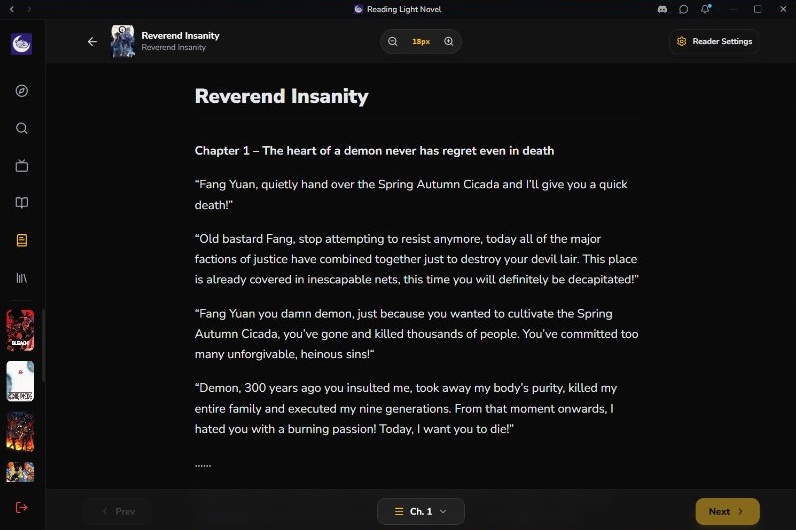 Reading Light Novel
Reverend Insanity
Reverend Insanity
18px
Reader Settings
Reverend Insanity
Chapter 1 – The heart of a demon never has regret even in death
“Fang Yuan, quietly hand over the Spring Autumn Cicada and I’ll give you a quick
death!”
“Old bastard Fang, stop attempting to resist anymore, today all of the major
factions of justice have combined together just to destroy your devil lair. This place
is already covered in inescapable nets, this time you will definitely be decapitated!”
“Fang Yuan you damn demon, just because you wanted to cultivate the Spring
Autumn Cicada, you’ve gone and killed thousands of people. You’ve committed too
many unforgivable, heinous sins!“
“Demon, 300 years ago you insulted me, took away my body’s purity, killed my
entire family and executed my nine generations. From that moment onwards, I
hated you with a burning passion! Today, I want you to die!”
......
BLEACH
Prev
Ch. 1
Next